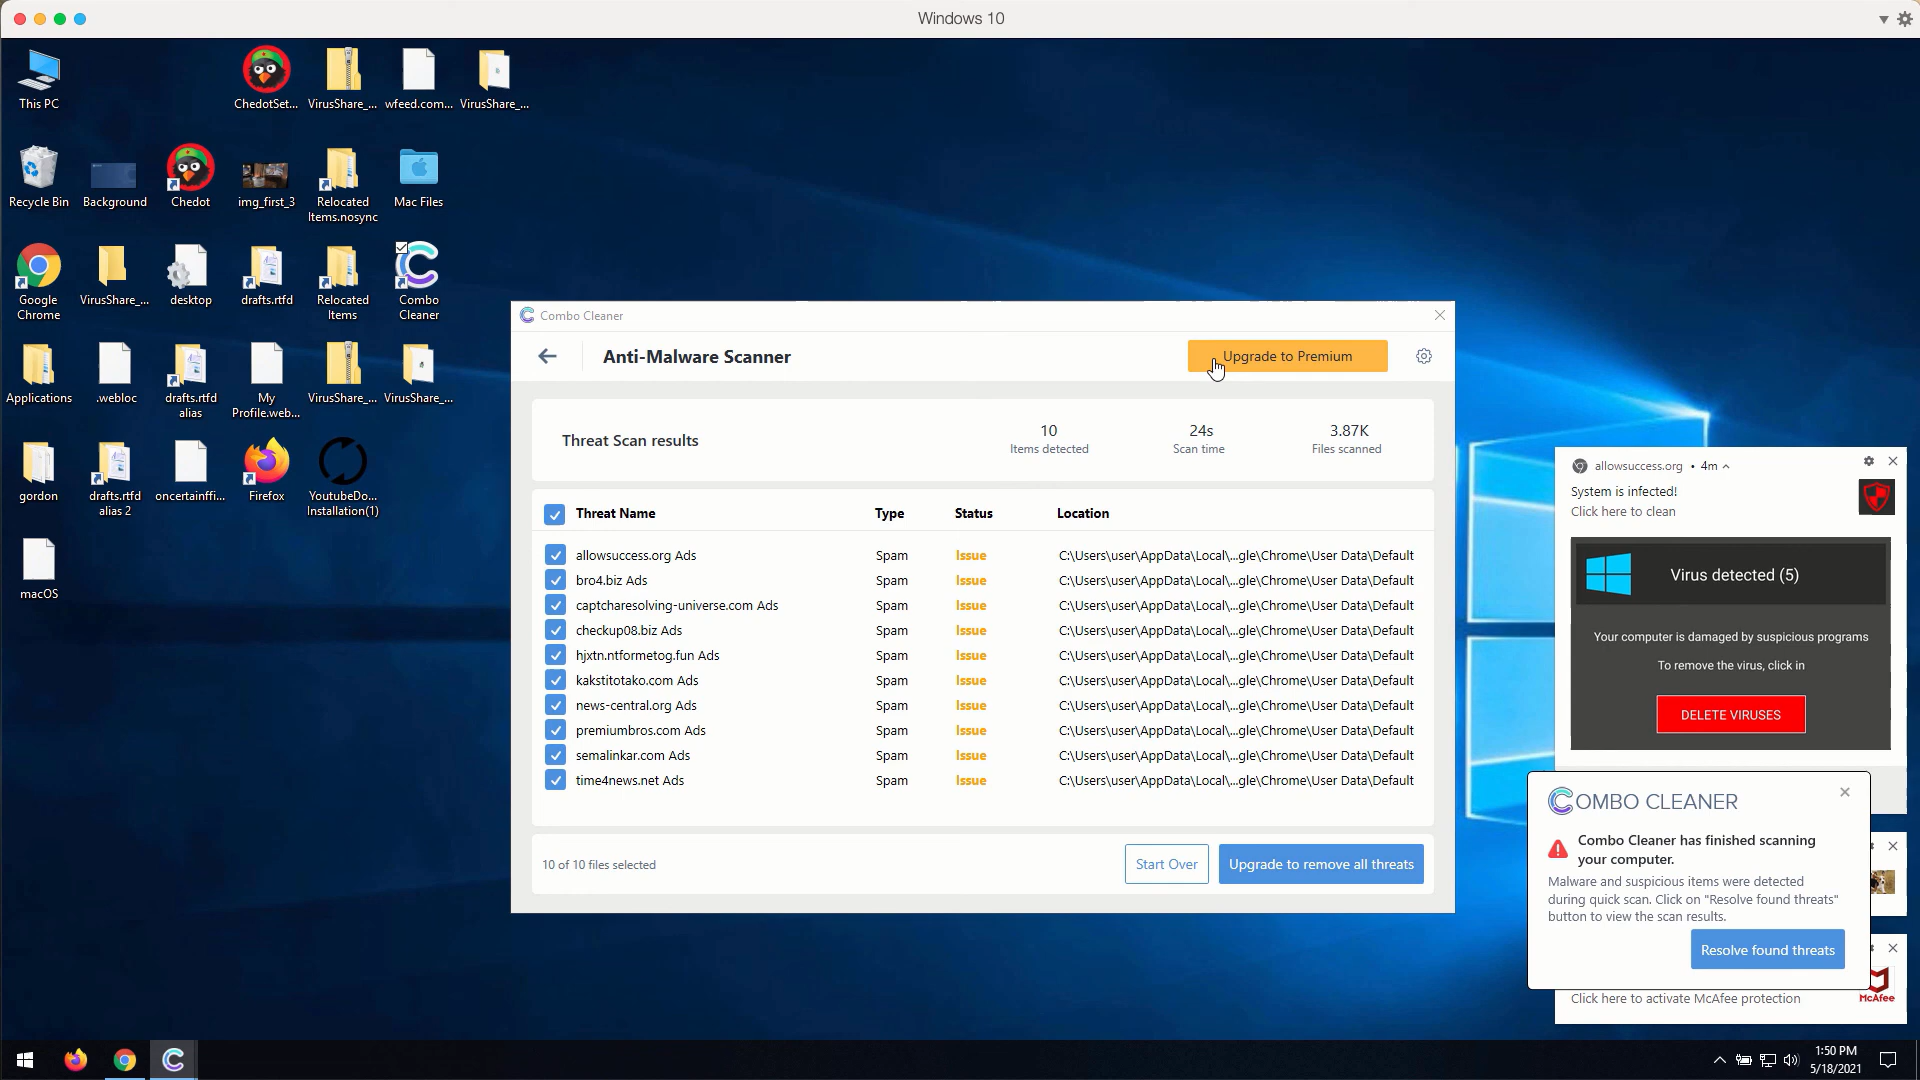 Windows 10
This PC
ChedotSet...
VirusShare_...
wfeed.com...
VirusShare_...
Recycle Bin
Background
Chedot
img_first_3
Relocated
Items.nosync
Mac Files
Google
Chrome
VirusShare_...
desktop
drafts.rtfd
Relocated
Items
Combo
Cleaner
Applications
.webloc
drafts.rtfd
alias
My
Profile.web...
VirusShare_...
VirusShare_...
gordon
drafts.rtfd
alias 2
oncertainffi...
Firefox
YoutubeDo...
Installation(1)
macOS
Combo Cleaner
Anti-Malware Scanner
Upgrade to Premium
Threat Scan results
10
Items detected
24s
Scan time
3.87K
Files scanned
Threat Name Type Status Location
allowsuccess.org Ads Spam Issue C:\Users\user\AppData\Local\...gle\Chrome\User Data\Default
bro4.biz Ads Spam Issue C:\Users\user\AppData\Local\...gle\Chrome\User Data\Default
captcharesolving-universe.com Ads Spam Issue C:\Users\user\AppData\Local\...gle\Chrome\User Data\Default
checkup08.biz Ads Spam Issue C:\Users\user\AppData\Local\...gle\Chrome\User Data\Default
hjxtn.ntformetog.fun Ads Spam Issue C:\Users\user\AppData\Local\...gle\Chrome\User Data\Default
kakstitotako.com Ads Spam Issue C:\Users\user\AppData\Local\...gle\Chrome\User Data\Default
news-central.org Ads Spam Issue C:\Users\user\AppData\Local\...gle\Chrome\User Data\Default
premiumbros.com Ads Spam Issue C:\Users\user\AppData\Local\...gle\Chrome\User Data\Default
semalinkar.com Ads Spam Issue C:\Users\user\AppData\Local\...gle\Chrome\User Data\Default
time4news.net Ads Spam Issue C:\Users\user\AppData\Local\...gle\Chrome\User Data\Default
10 of 10 files selected
Start Over
Upgrade to remove all threats
allowsuccess.org • 4m
System is infected!
Click here to clean
Virus detected (5)
Your computer is damaged by suspicious programs
To remove the virus, click in
DELETE VIRUSES
COMBO CLEANER
Combo Cleaner has finished scanning
your computer.
Malware and suspicious items were detected
during quick scan. Click on "Resolve found threats"
button to view the scan results.
Resolve found threats
Click here to activate McAfee protection
McAfee
1:50 PM
5/18/2021